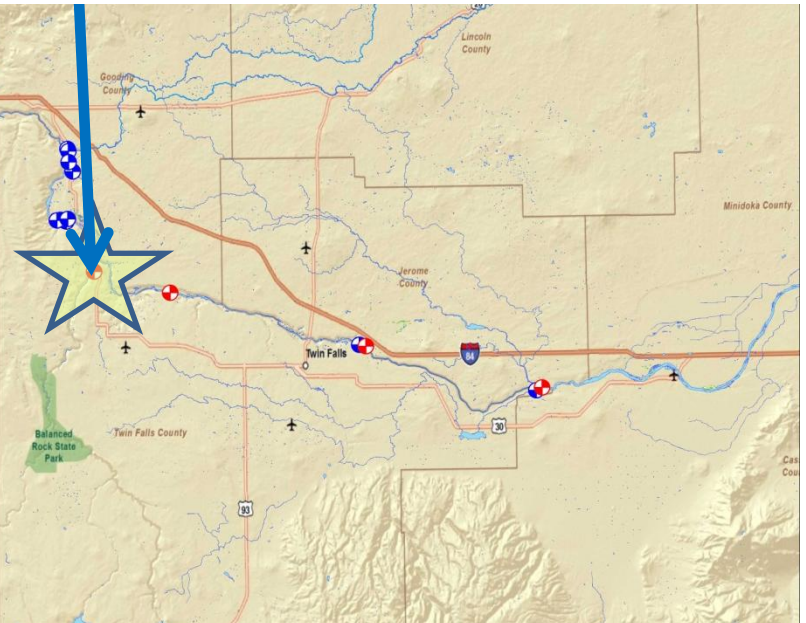 Lincoln
County
Gooding
County
Minidoka County
Jerome
County
Twin Falls
84
30
Balanced
Rock State
Park
Twin Falls County
93